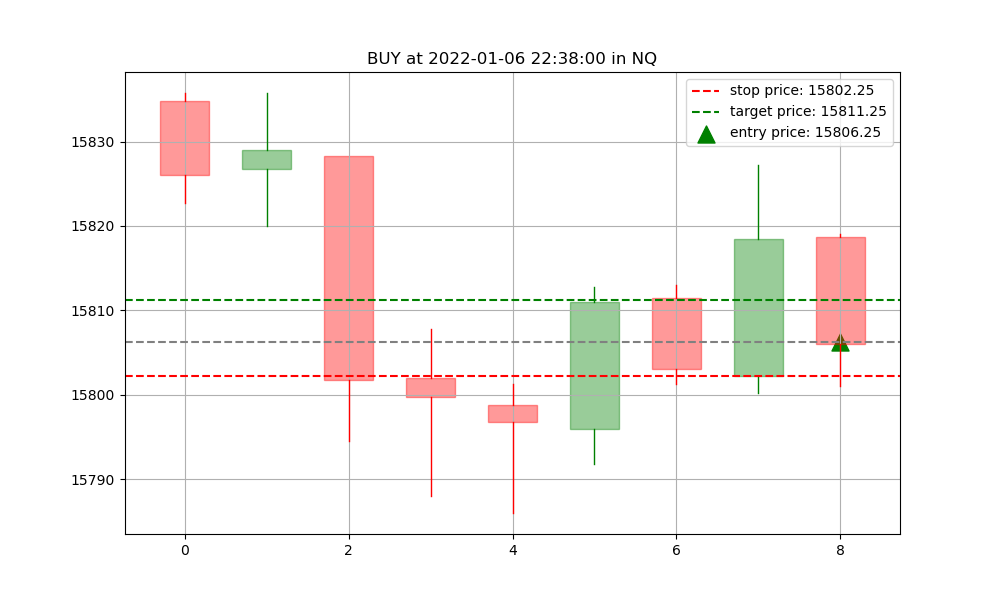 BUY at 2022-01-06 22:38:00 in NQ
stop price: 15802.25
target price: 15811.25
entry price: 15806.25
15830
15820
15810
15800
15790
0 2 4 6 8